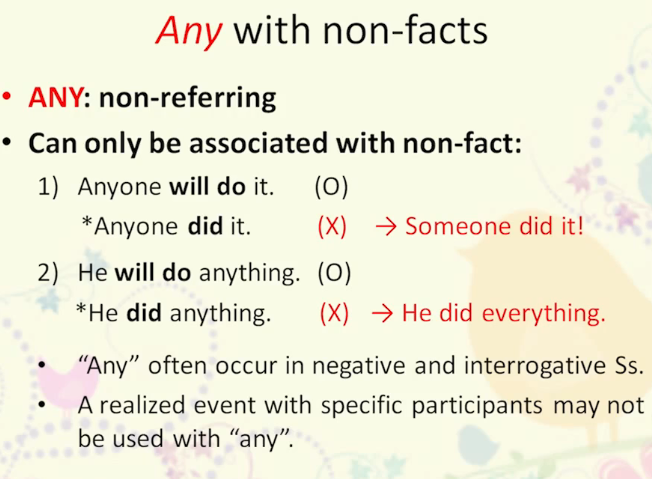 Any with non-facts
• ANY: non-referring
• Can only be associated with non-fact:
1) Anyone will do it. (O)
*Anyone did it. (X) → Someone did it!
2) He will do anything. (O)
*He did anything. (X) → He did everything.
• “Any” often occur in negative and interrogative Ss.
• A realized event with specific participants may not
be used with “any”.